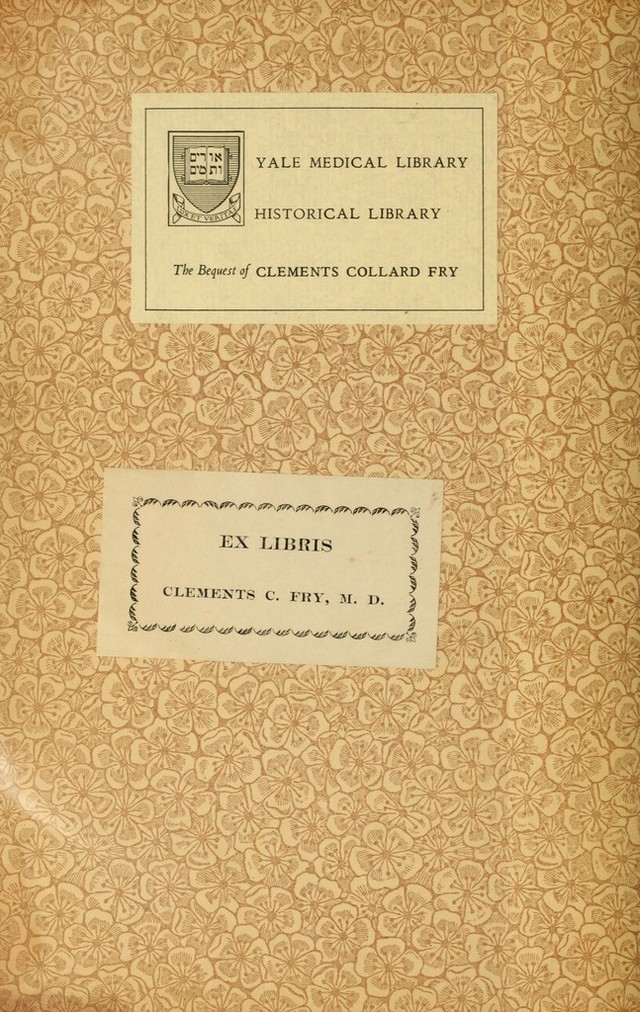 אורים
ותמים
LUX ET VERITAS
YALE MEDICAL LIBRARY
HISTORICAL LIBRARY
The Bequest of CLEMENTS COLLARD FRY
EX LIBRIS
CLEMENTS C. FRY, M. D.